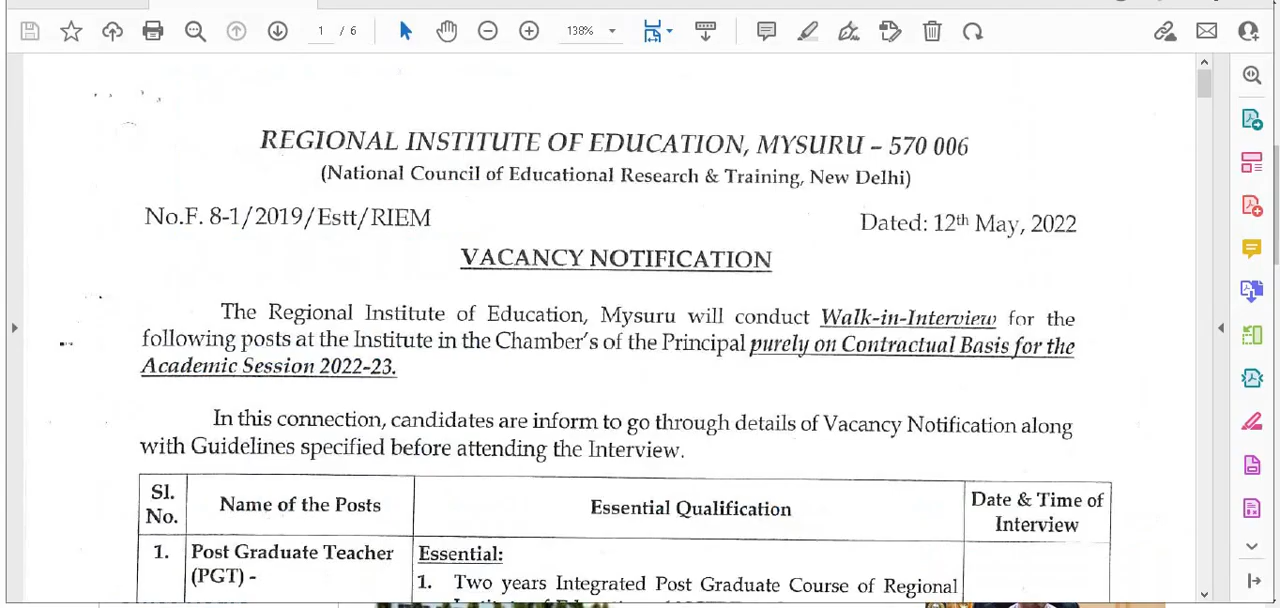 1 / 6
138%
REGIONAL INSTITUTE OF EDUCATION, MYSURU – 570 006
(National Council of Educational Research & Training, New Delhi)
No.F. 8-1/2019/Estt/RIEM Dated: 12th May, 2022
VACANCY NOTIFICATION
The Regional Institute of Education, Mysuru will conduct Walk-in-Interview for the
following posts at the Institute in the Chamber's of the Principal purely on Contractual Basis for the
Academic Session 2022-23.
In this connection, candidates are inform to go through details of Vacancy Notification along
with Guidelines specified before attending the Interview.
Sl. No.
Name of the Posts
Essential Qualification
Date & Time of
Interview
1.
Post Graduate Teacher
(PGT) -
Essential:
1. Two years Integrated Post Graduate Course of Regional